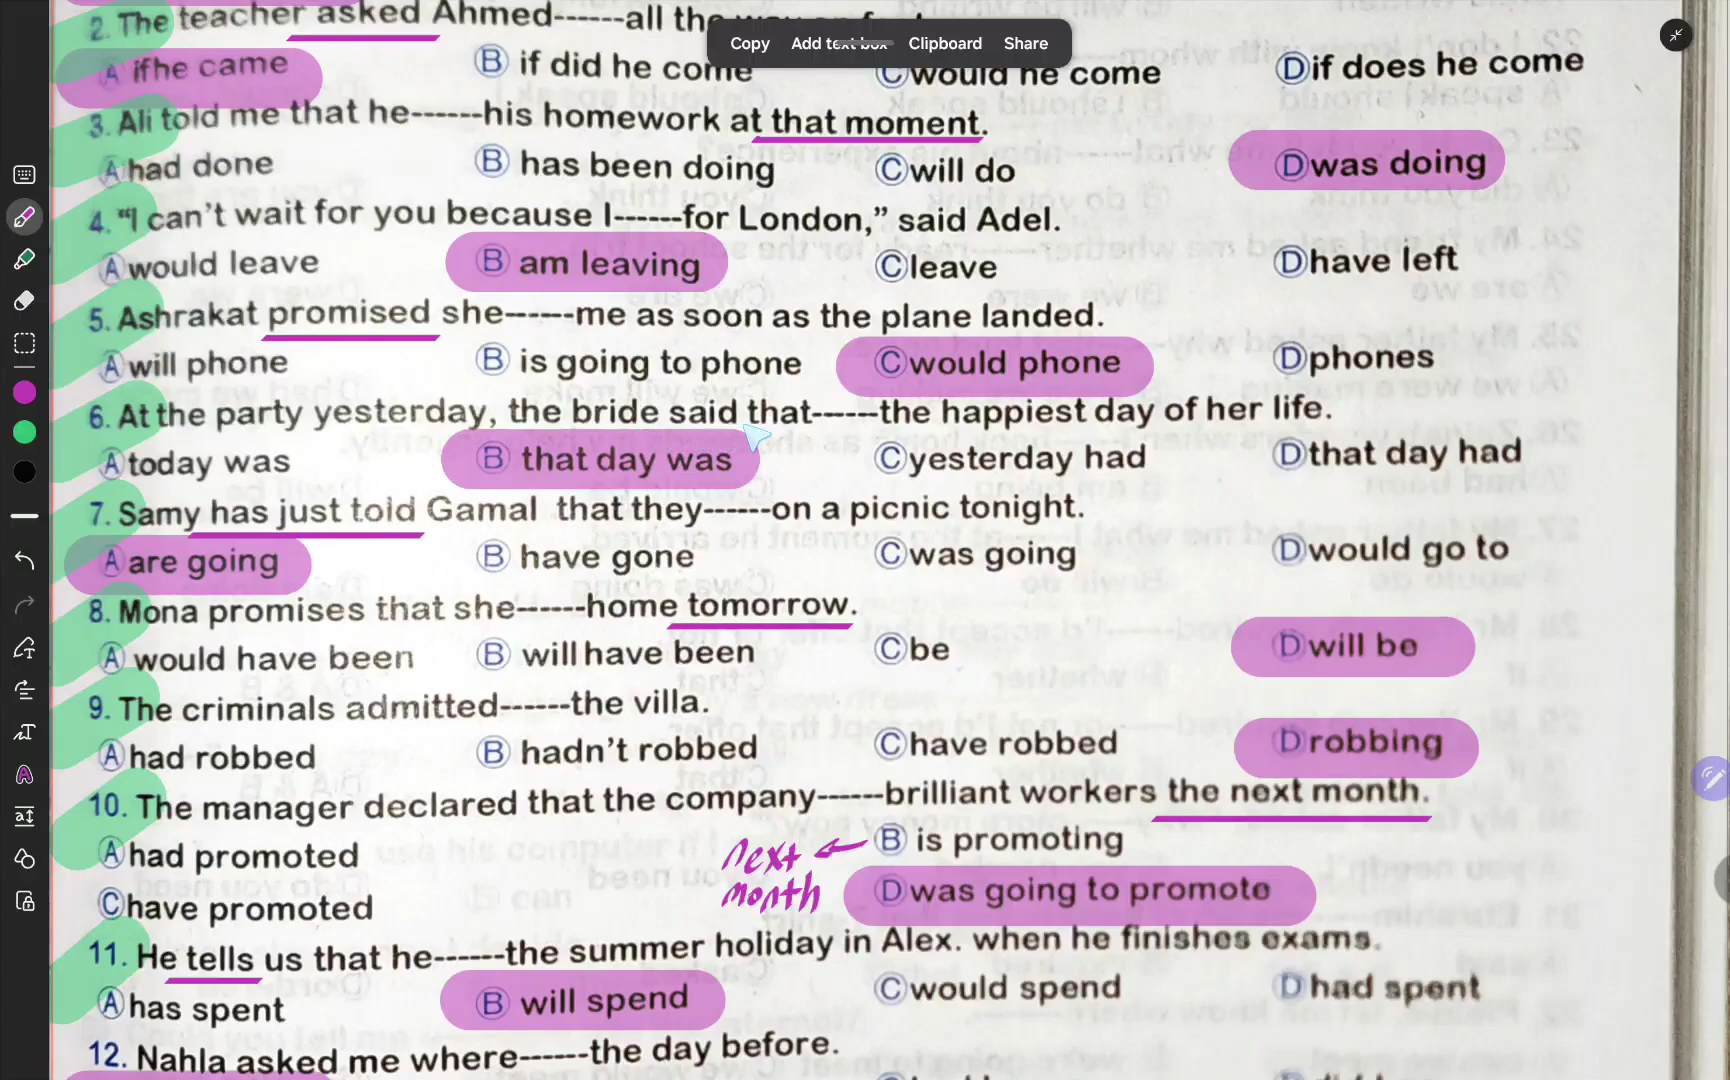 Copy Add text box Clipboard Share
2. The teacher asked Ahmed------all the
A ifhe came B if did he come C would he come D if does he come
3. Ali told me that he------his homework at that moment.
A had done B has been doing C will do D was doing
4. "I can't wait for you because I------for London," said Adel.
A would leave B am leaving C leave D have left
5. Ashrakat promised she------me as soon as the plane landed.
A will phone B is going to phone C would phone D phones
6. At the party yesterday, the bride said that------the happiest day of her life.
A today was B that day was C yesterday had D that day had
7. Samy has just told Gamal that they------on a picnic tonight.
A are going B have gone C was going D would go to
8. Mona promises that she------home tomorrow.
A would have been B will have been C be D will be
9. The criminals admitted------the villa.
A had robbed B hadn't robbed C have robbed D robbing
10. The manager declared that the company------brilliant workers the next month.
A had promoted B is promoting
next
month
C have promoted D was going to promote
11. He tells us that he------the summer holiday in Alex. when he finishes exams.
A has spent B will spend C would spend D had spent
12. Nahla asked me where------the day before.